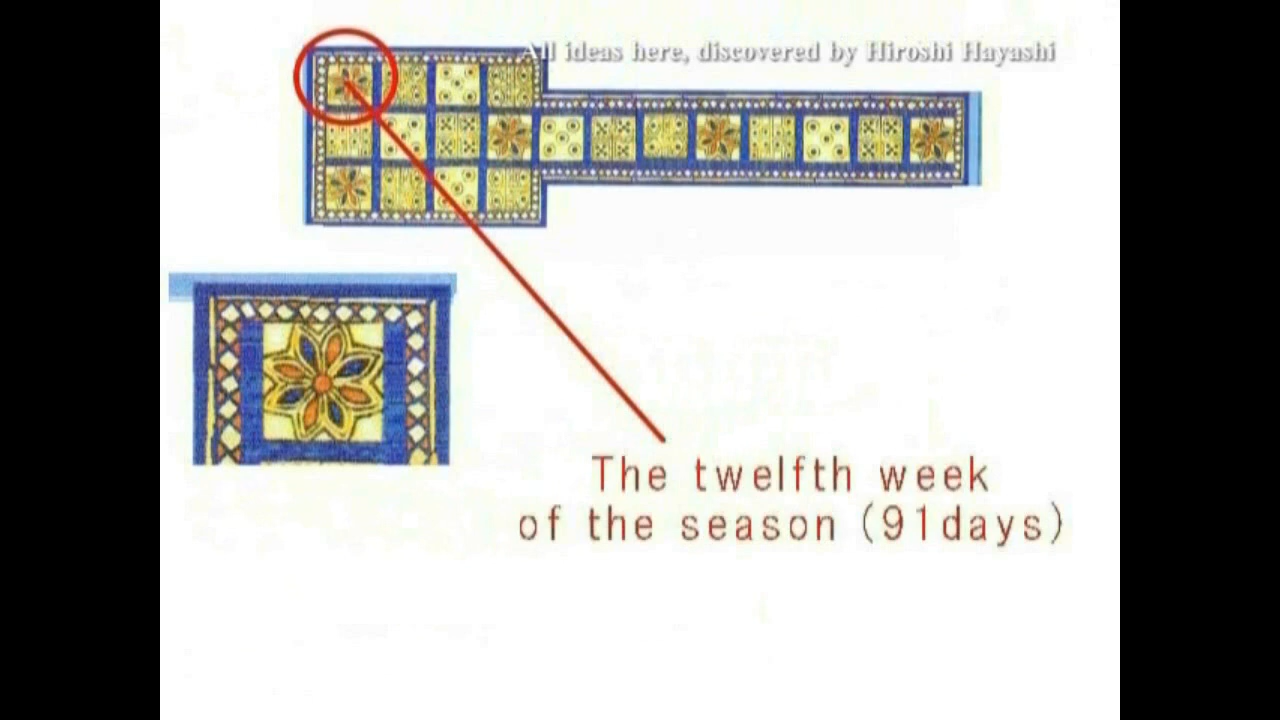 All ideas here, discovered by Hiroshi Hayashi
The twelfth week
of the season (91days)